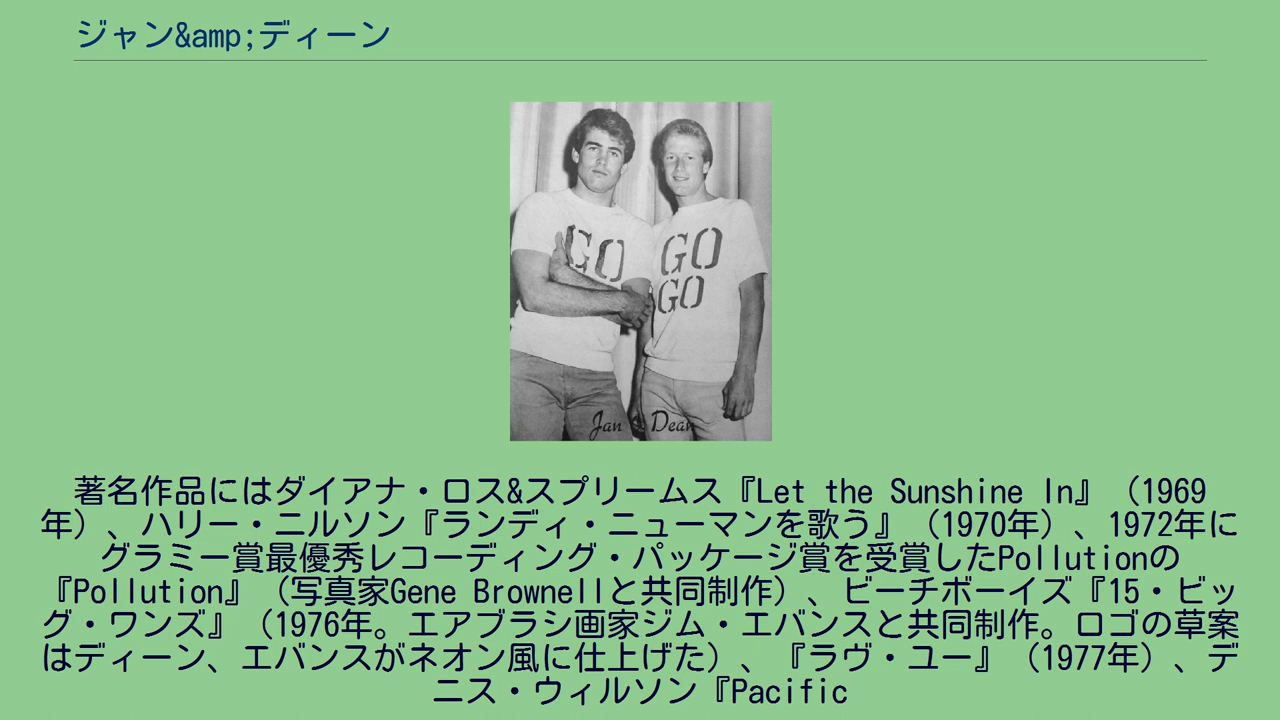 ジャン&amp;ディーン
GO GO
GO
Jan & Dean
著名作品にはダイアナ・ロス&スプリームス『Let the Sunshine In』（1969
年）、ハリー・ニルソン『ランディ・ニューマンを歌う』（1970年）、1972年に
グラミー賞最優秀レコーディング・パッケージ賞を受賞したPollutionの
『Pollution』（写真家Gene Brownellと共同制作）、ビーチボーイズ『15・ビッ
グ・ワンズ』（1976年。エアブラシ画家ジム・エバンスと共同制作。ロゴの草案
はディーン、エバンスがネオン風に仕上げた）、『ラヴ・ユー』（1977年）、デ
ニス・ウィルソン『Pacific